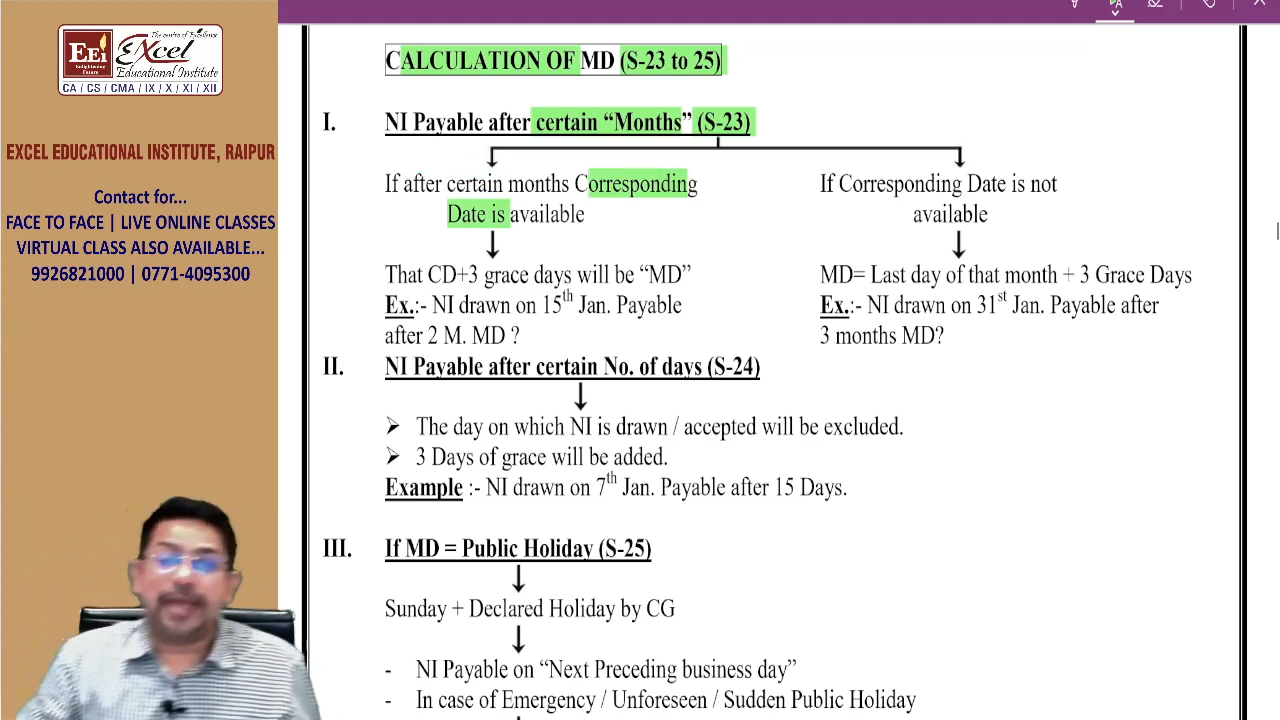 EEi
Enlightening Careers
The centre of Excellence
Excel
Educational Institute
CA / CS / CMA / IX / X / XI / XII
EXCEL EDUCATIONAL INSTITUTE, RAIPUR
Contact for...
FACE TO FACE | LIVE ONLINE CLASSES
VIRTUAL CLASS ALSO AVAILABLE...
9926821000 | 0771-4095300
CALCULATION OF MD (S-23 to 25)
I. NI Payable after certain “Months” (S-23)
If after certain months Corresponding
Date is available
That CD+3 grace days will be “MD”
Ex.:- NI drawn on 15th Jan. Payable
after 2 M. MD ?
If Corresponding Date is not
available
MD= Last day of that month + 3 Grace Days
Ex.:- NI drawn on 31st Jan. Payable after
3 months MD?
II. NI Payable after certain No. of days (S-24)
➢ The day on which NI is drawn / accepted will be excluded.
➢ 3 Days of grace will be added.
Example :- NI drawn on 7th Jan. Payable after 15 Days.
III. If MD = Public Holiday (S-25)
Sunday + Declared Holiday by CG
- NI Payable on “Next Preceding business day”
- In case of Emergency / Unforeseen / Sudden Public Holiday